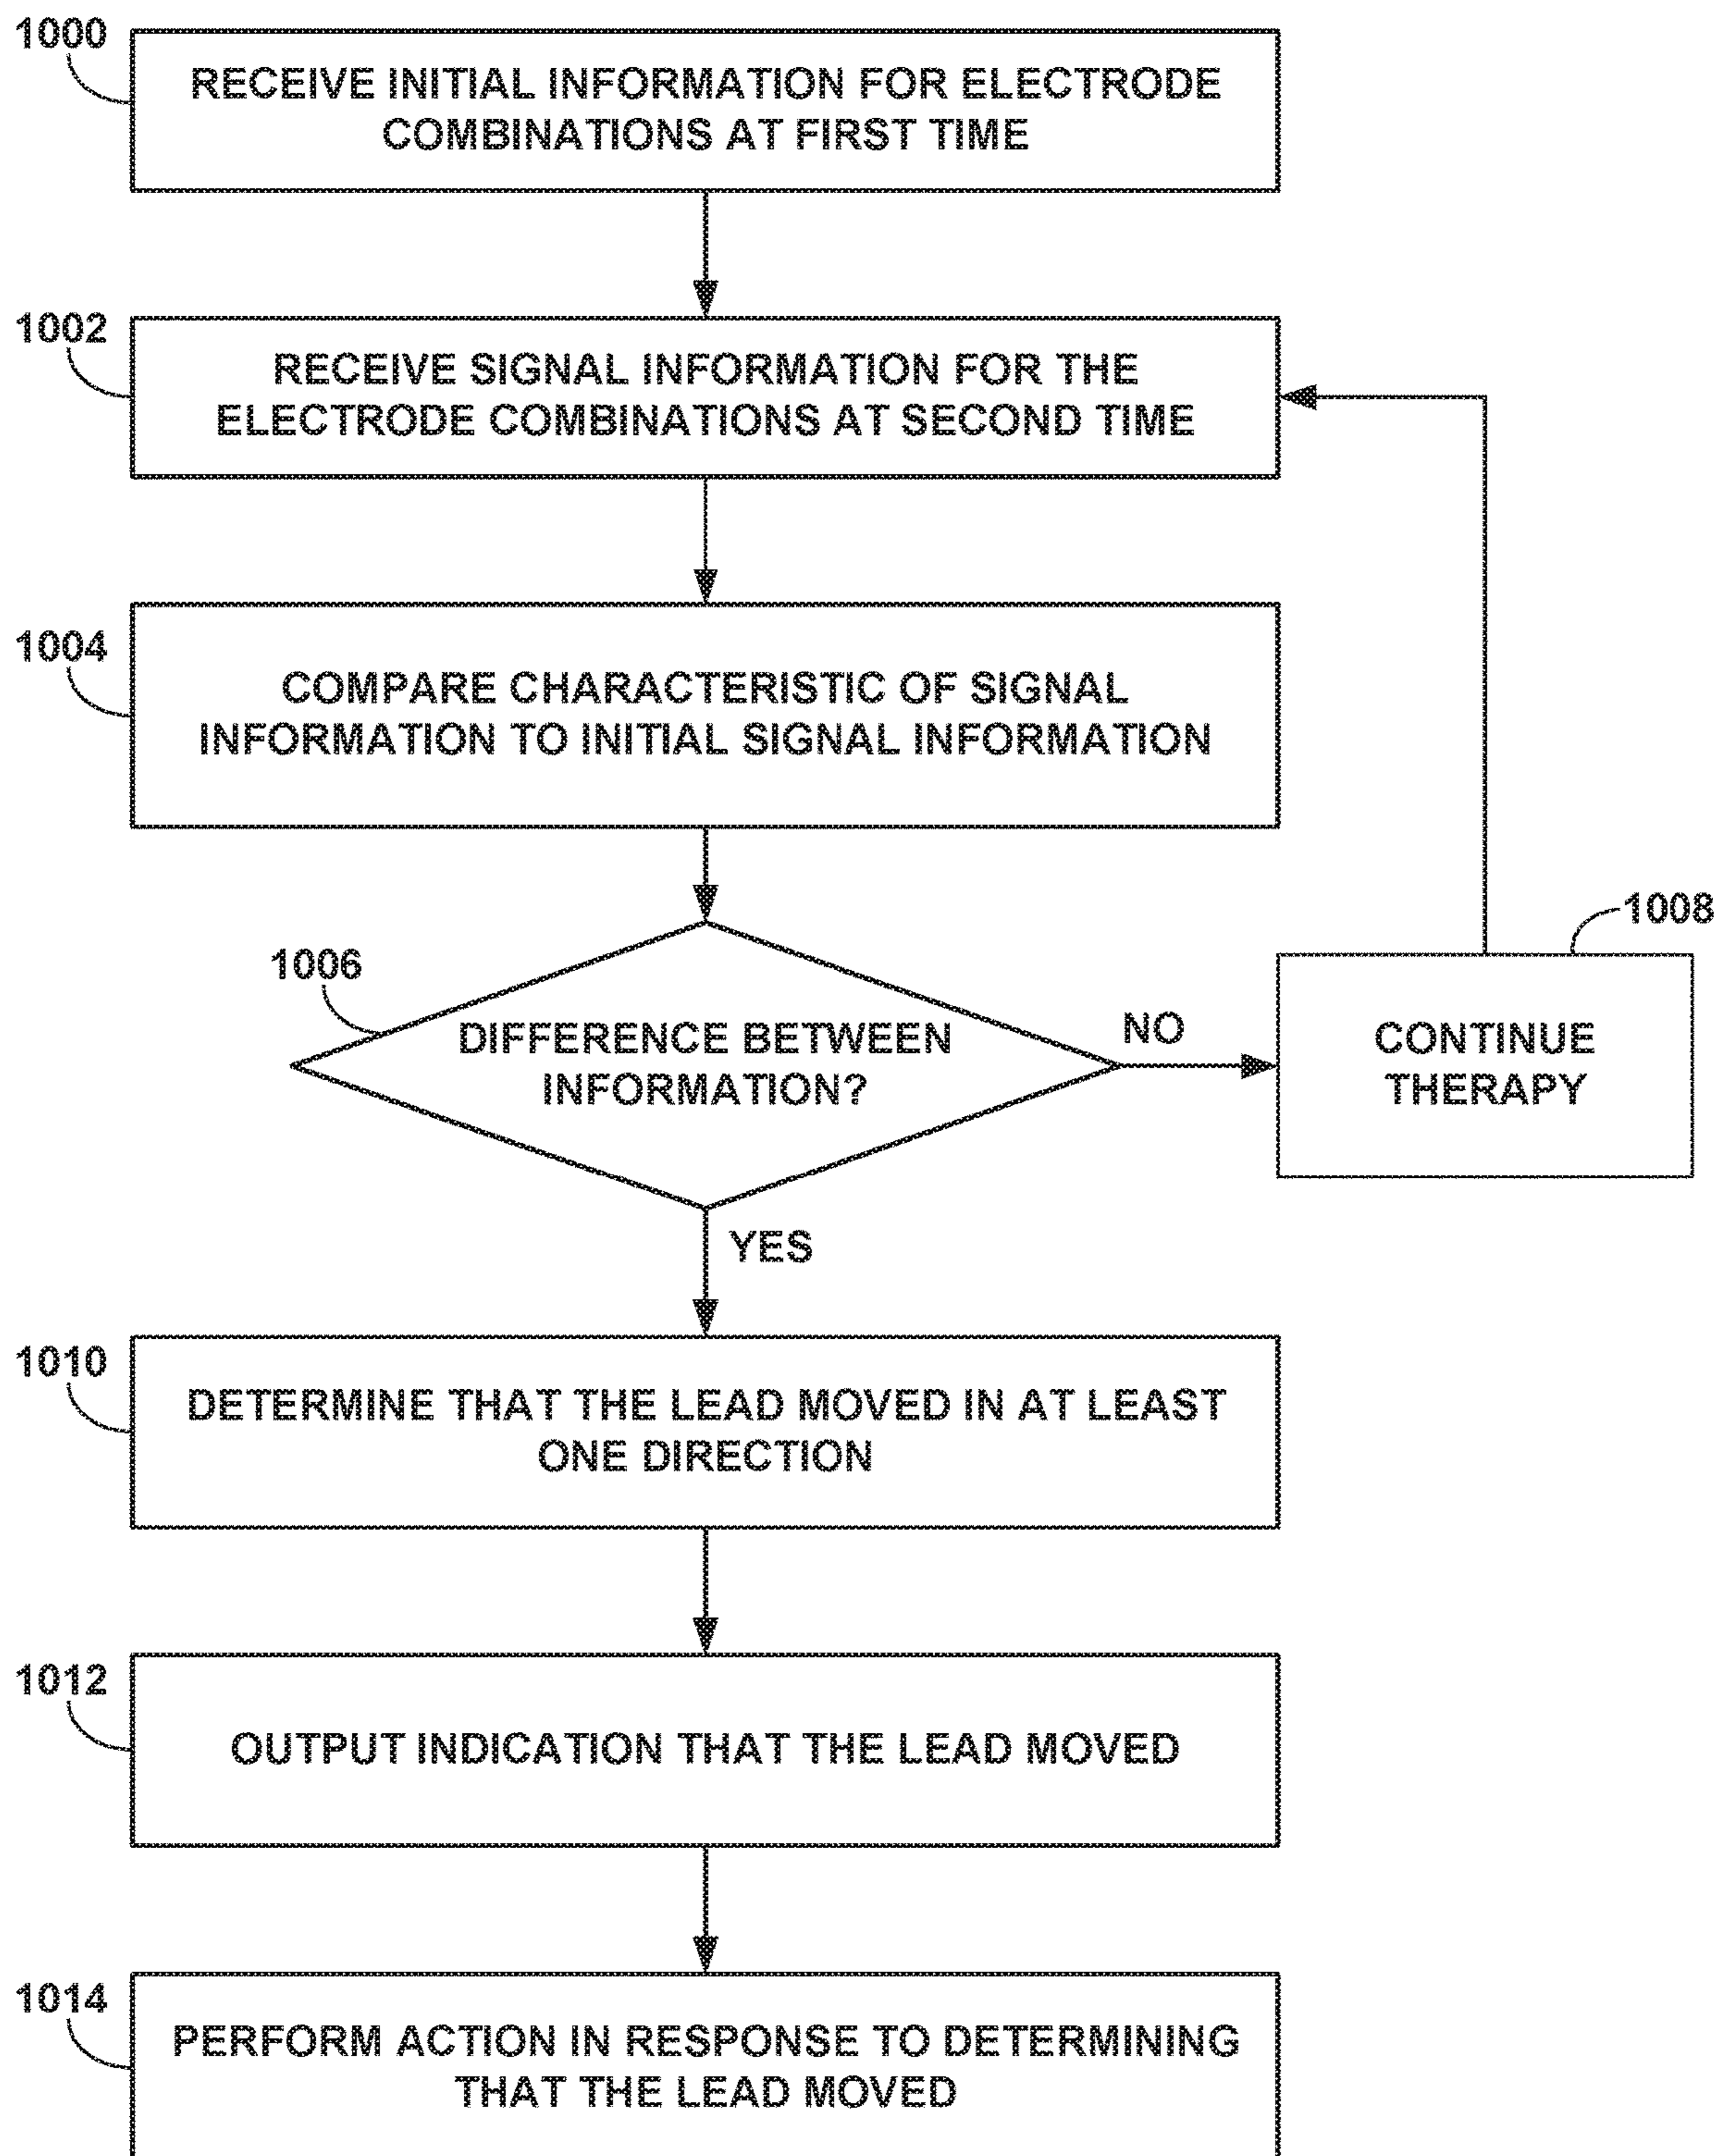 1000
RECEIVE INITIAL INFORMATION FOR ELECTRODE
COMBINATIONS AT FIRST TIME
1002
RECEIVE SIGNAL INFORMATION FOR THE
ELECTRODE COMBINATIONS AT SECOND TIME
1004
COMPARE CHARACTERISTIC OF SIGNAL
INFORMATION TO INITIAL SIGNAL INFORMATION
1006
DIFFERENCE BETWEEN
INFORMATION?
NO
1008
CONTINUE
THERAPY
YES
1010
DETERMINE THAT THE LEAD MOVED IN AT LEAST
ONE DIRECTION
1012
OUTPUT INDICATION THAT THE LEAD MOVED
1014
PERFORM ACTION IN RESPONSE TO DETERMINING
THAT THE LEAD MOVED